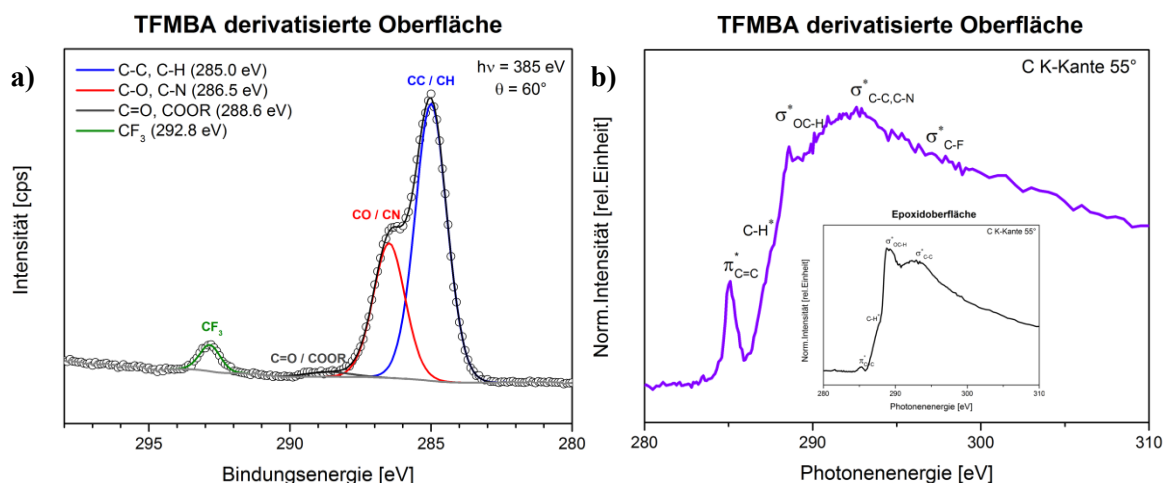 TFMBA derivatisierte Oberfläche
a)
C-C, C-H (285.0 eV)
C-O, C-N (286.5 eV)
C=O, COOR (288.6 eV)
CF3 (292.8 eV)
hν = 385 eV
θ = 60°
CC / CH
CO / CN
CF3
C=O / COOR
Intensität [cps]
295 290 285 280
Bindungsenergie [eV]
TFMBA derivatisierte Oberfläche
b)
C K-Kante 55°
σ*C-C,C-N
σ*OC-H
σ*C-F
C-H*
π*C=C
Norm.Intensität [rel.Einheit]
280 290 300 310
Photonenenergie [eV]
Epoxidoberfläche
C K-Kante 55°
σ*OC-H
σ*C-C
C-H*
Norm.Intensität [rel.Einheit]
280 290 300 310
Photonenenergie [eV]